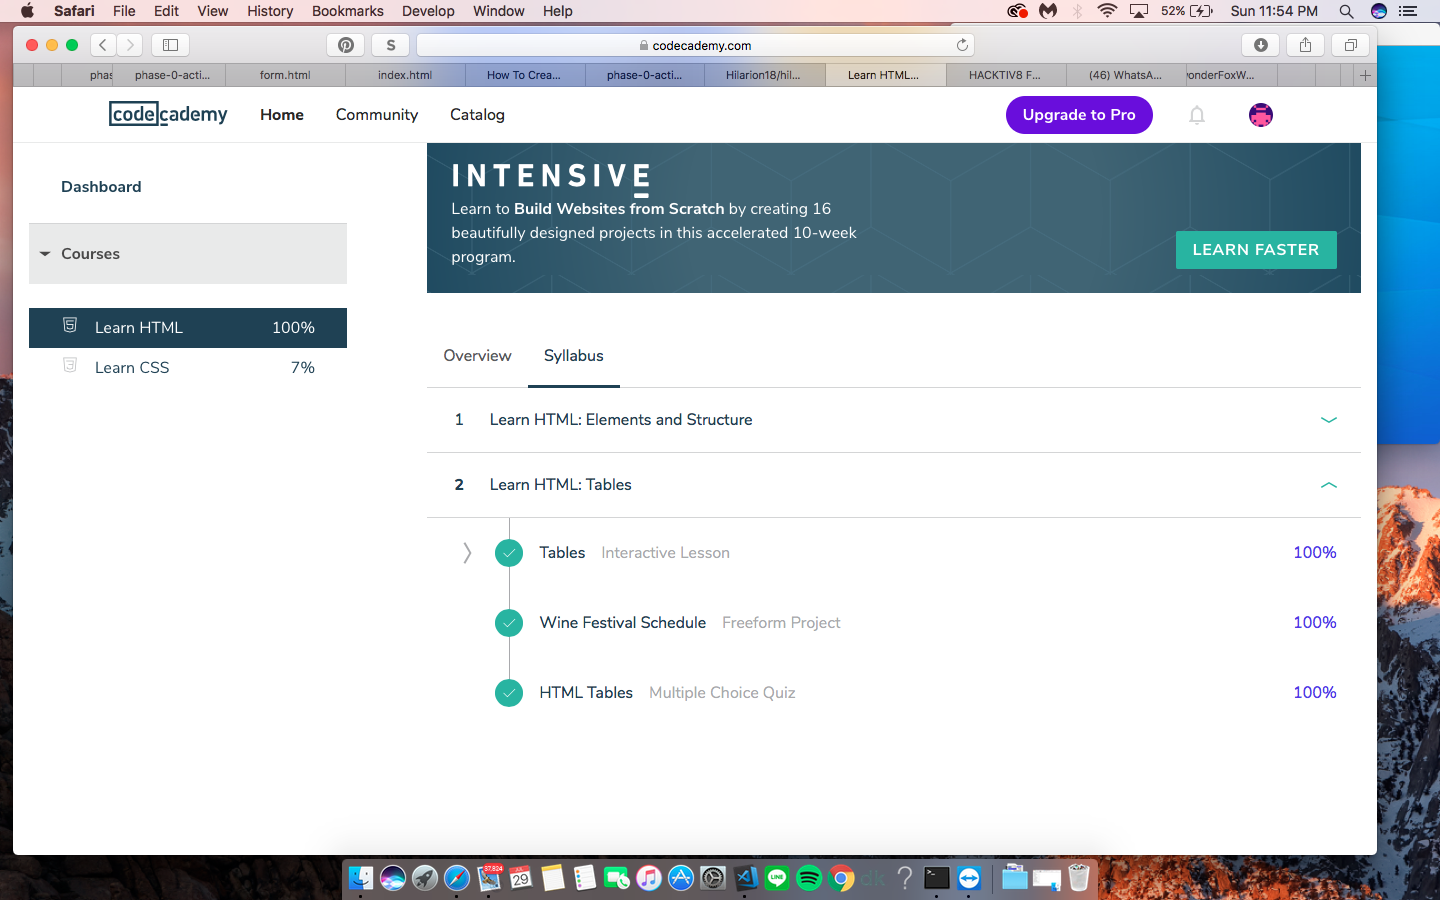 Safari File Edit View History Bookmarks Develop Window Help 52% Sun 11:54 PM
S codecademy.com
phas phase-0-acti... form.html index.html How To Crea... phase-0-acti... Hilarion18/hil... Learn HTML... HACKTIV8 F... (46) WhatsA... onderFoxW...
codecademy Home Community Catalog Upgrade to Pro
Dashboard
Courses
Learn HTML 100%
Learn CSS 7%
INTENSIVE
Learn to Build Websites from Scratch by creating 16
beautifully designed projects in this accelerated 10-week
program.
LEARN FASTER
Overview Syllabus
1 Learn HTML: Elements and Structure
2 Learn HTML: Tables
Tables Interactive Lesson 100%
Wine Festival Schedule Freeform Project 100%
HTML Tables Multiple Choice Quiz 100%
37,824 29 LINE dk ?